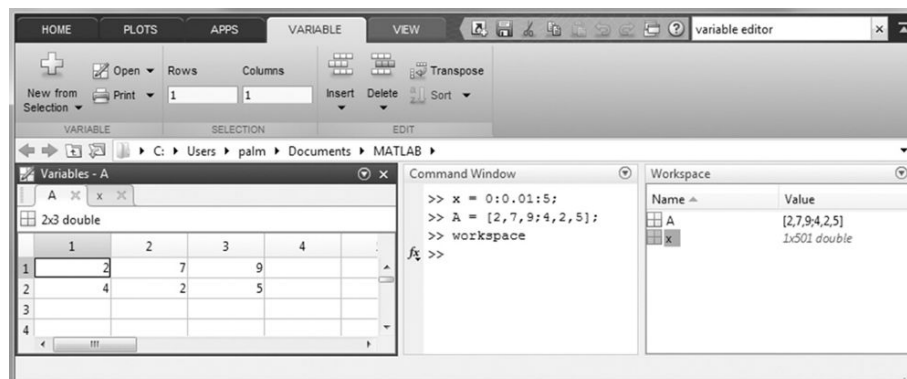 HOME PLOTS APPS VARIABLE VIEW variable editor
New from Selection Open Print Rows Columns Insert Delete Transpose Sort
1 1
VARIABLE SELECTION EDIT
C: Users palm Documents MATLAB
Variables - A
A x
2x3 double
1 2 3 4
1 2 7 9
2 4 2 5
3
4
Command Window
>> x = 0:0.01:5;
>> A = [2,7,9;4,2,5];
>> workspace
fx >>
Workspace
Name Value
A [2,7,9;4,2,5]
x 1x501 double